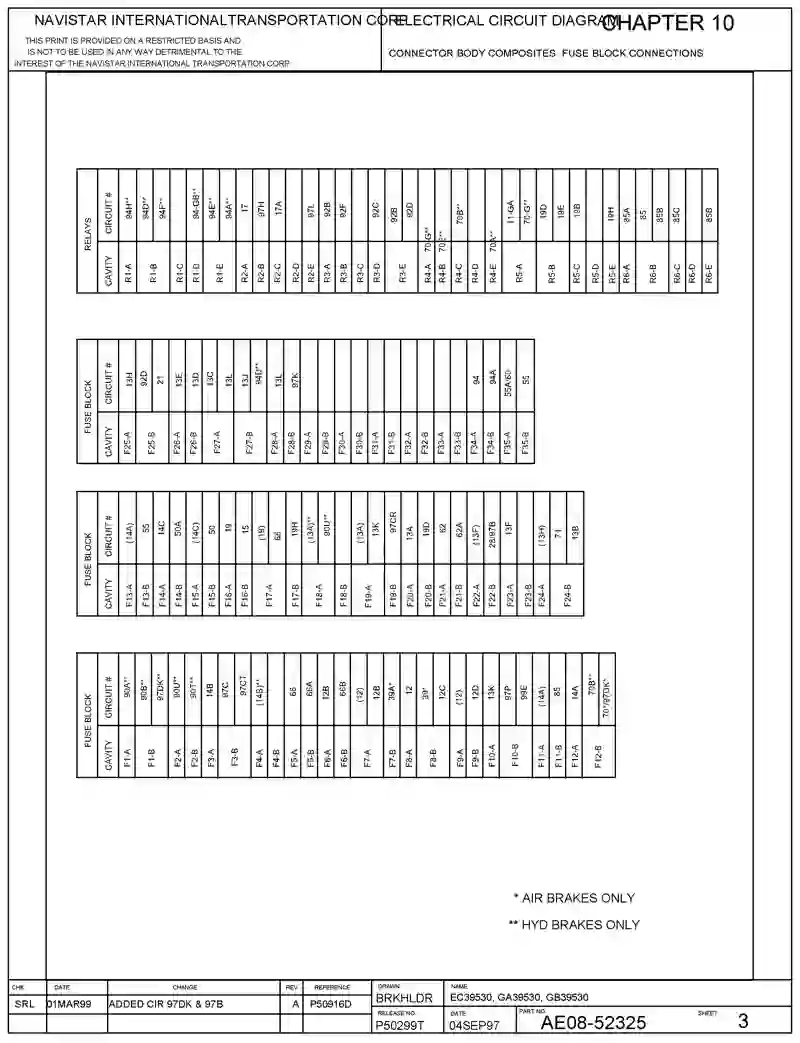 NAVISTAR INTERNATIONALTRANSPORTATION CORP.
ELECTRICAL CIRCUIT DIAGRAM
CHAPTER 10
THIS PRINT IS PROVIDED ON A RESTRICTED BASIS AND
IS NOT TO BE USED IN ANY WAY DETRIMENTAL TO THE
INTEREST OF THE NAVISTAR INTERNATIONAL TRANSPORTATION CORP
CONNECTOR BODY COMPOSITES FUSE BLOCK CONNECTIONS
FUSE BLOCK
CAVITY CIRCUIT #
F1-A 90A**
F1-B 90B**
97DK**
F2-A 90U**
F2-B 90T**
F3-A 14B
F3-B 97C
97CT
F4-A (14B)**
F4-B
F5-A 66
F5-B 66A
F6-A 12B
F6-B 66B
F7-A (12)
12B
F7-B 39A*
F8-A 12
F8-B 39*
12C
F9-A (12)
F9-B 12D
F10-A 13K
F10-B 97P
99E
F11-A (14A)
F11-B 85
F12-A 14A
F12-B 70B**
70*/97DK*
FUSE BLOCK
CAVITY CIRCUIT #
F13-A (14A)
F13-B 55
F14-A 14C
F14-B 50A
F15-A (14C)
F15-B 50
F16-A 19
F16-B 15
F17-A (19)
68
F17-B 19H
F18-A (13A)**
90U**
F18-B
F19-A (13A)
13K
F19-B 97CR
F20-A 13A
F20-B 19D
F21-A 62
F21-B 62A
F22-A (13F)
F22-B 28/97B
F23-A 13F
F23-B
F24-A (13H)
F24-B 71
13B
FUSE BLOCK
CAVITY CIRCUIT #
F25-A 13H
F25-B 92D
21
F26-A 13E
F26-B 13D
F27-A 13C
13L
F27-B 13J
94D**
F28-A 13L
F28-B 97K
F29-A
F29-B
F30-A
F30-B
F31-A
F31-B
F32-A
F32-B
F33-A
F33-B
F34-A 94
F34-B 94A
F35-A 55A/60
F35-B 55
RELAYS
CAVITY CIRCUIT #
R1-A 94H**
R1-B 94D**
94F**
R1-C
R1-D 94-GB**
R1-E 94E**
94A**
R2-A 17
R2-B 97H
R2-C 17A
R2-D
R2-E 97L
R3-A 92B
R3-B 92F
R3-C
R3-D 92C
R3-E 92B
92D
R4-A 70-G**
R4-B 70E**
R4-C 70B**
R4-D
R4-E 70A**
R5-A 11-GA
70-G**
R5-B 19D
19E
R5-C 19B
R5-D
R5-E 19H
R6-A 85A
R6-B 85
85B
R6-C 85C
R6-D
R6-E 85B
* AIR BRAKES ONLY
** HYD BRAKES ONLY
CHK DATE CHANGE REV REFERENCE
SRL 01MAR99 ADDED CIR 97DK & 97B A P50916D
DRAWN
BRKHLDR
NAME
EC39530, GA39530, GB39530
RELEASE NO.
P50299T
DATE
04SEP97
PART NO.
AE08-52325
SHEET 3